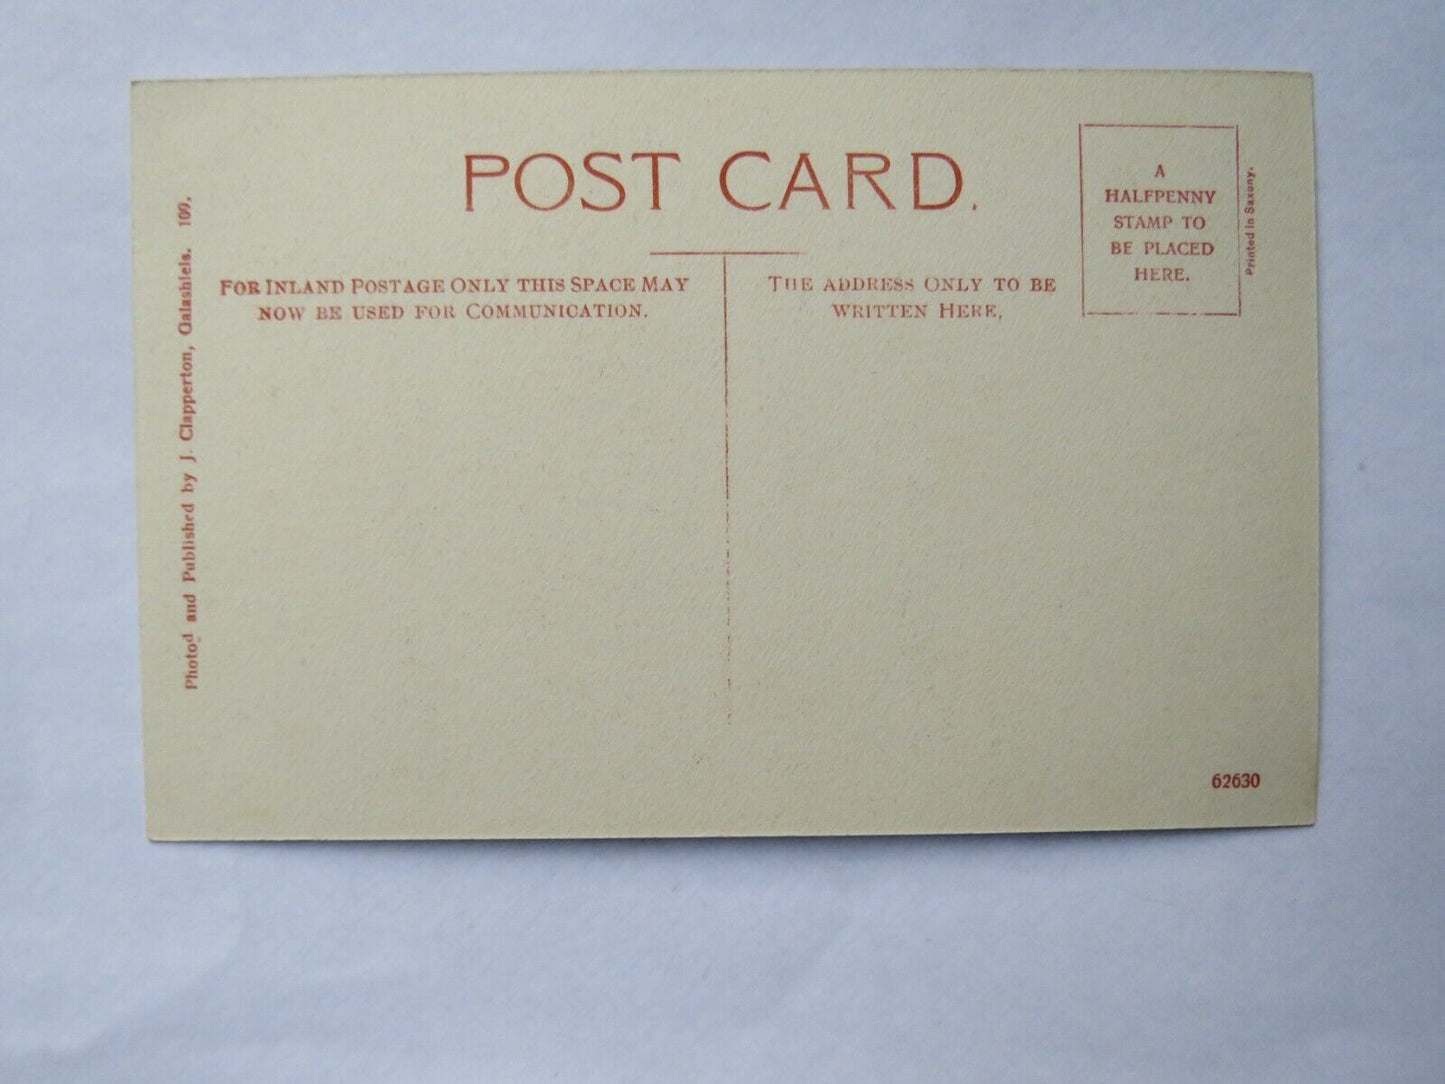 POST CARD.
A
HALFPENNY
STAMP TO
BE PLACED
HERE.
Printed in Saxony.
FOR INLAND POSTAGE ONLY THIS SPACE MAY
NOW BE USED FOR COMMUNICATION.
THE ADDRESS ONLY TO BE
WRITTEN HERE.
Photod and Published by J. Clapperton, Galashiels. 100.
62630